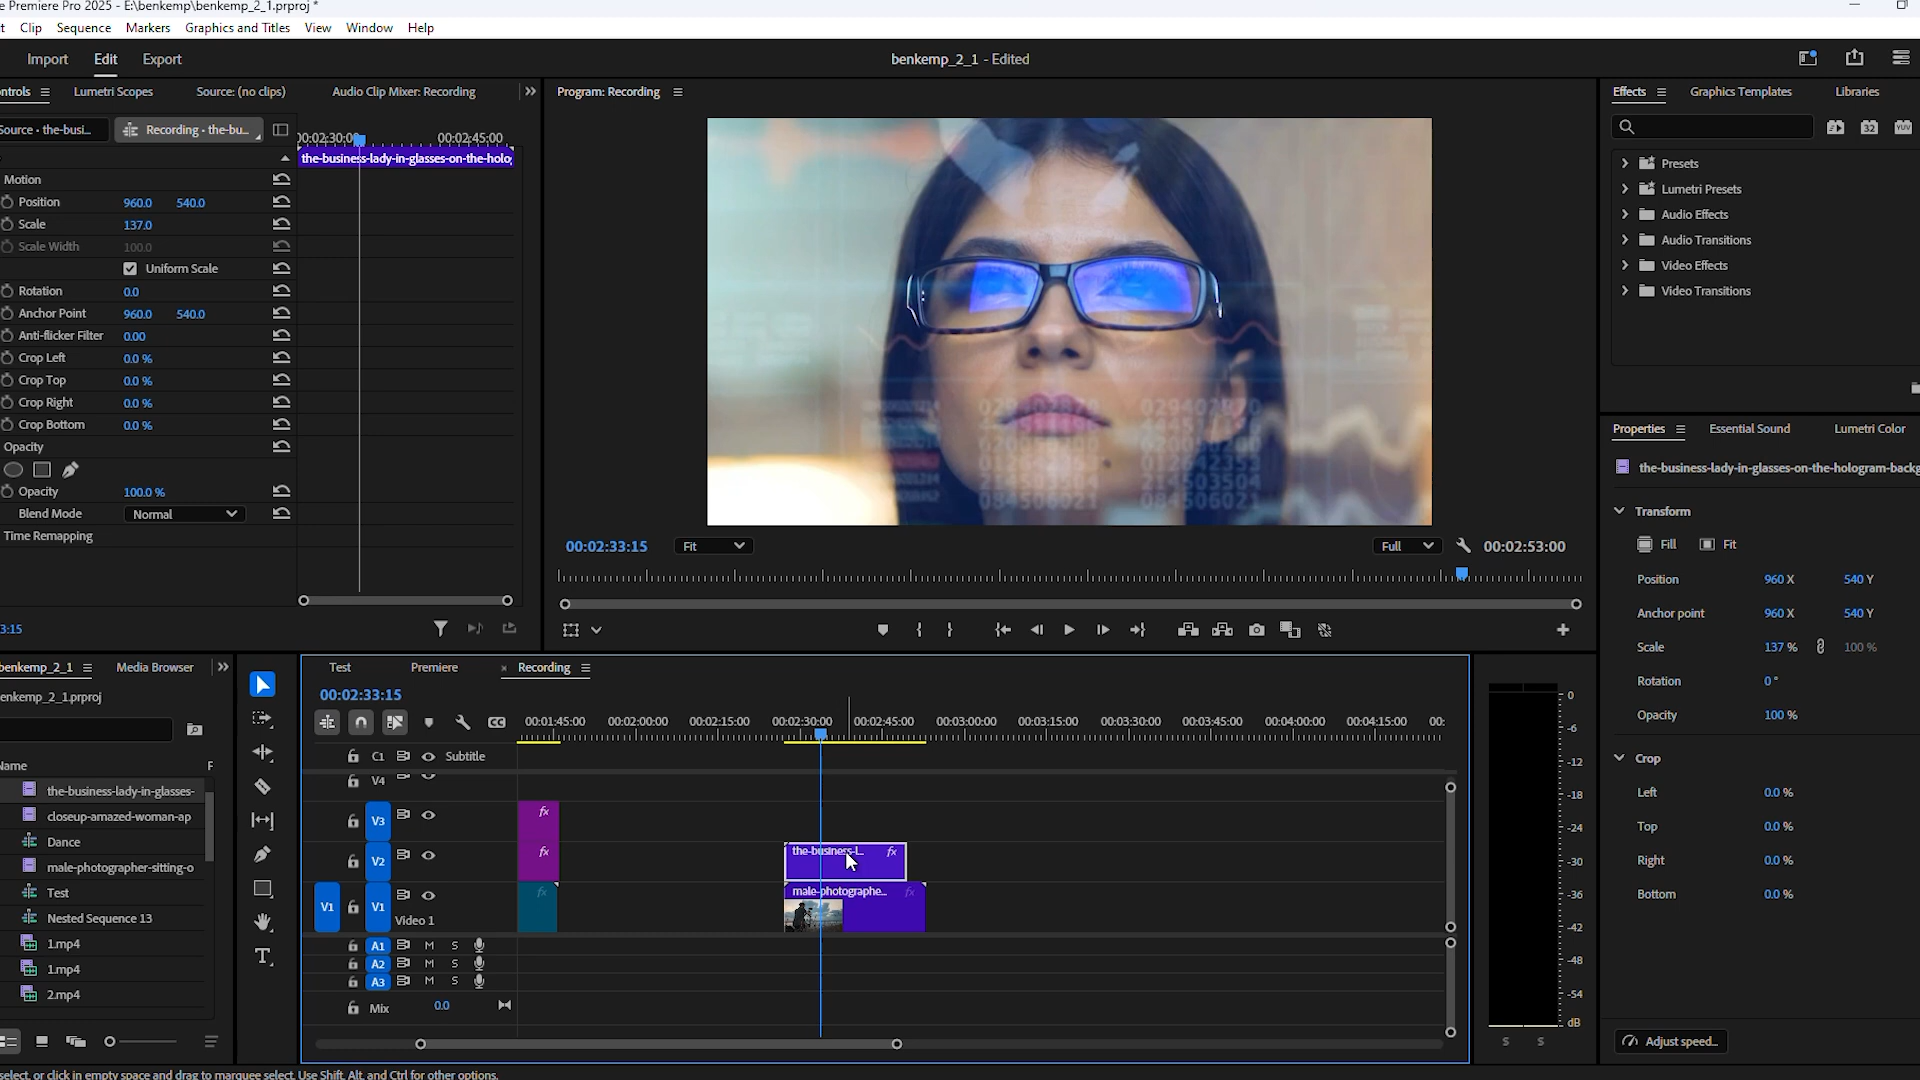 e Premiere Pro 2025 - E:\benkemp\benkemp_2_1.prproj *
t Clip Sequence Markers Graphics and Titles View Window Help
Import Edit Export
benkemp_2_1 - Edited
ntrols Lumetri Scopes Source: (no clips) Audio Clip Mixer: Recording
Source • the-busi... Recording • the-bu...
00:02:30:00 00:02:45:00
the-business-lady-in-glasses-on-the-holo
Motion
Position 960.0 540.0
Scale 137.0
Scale Width 100.0
Uniform Scale
Rotation 0.0
Anchor Point 960.0 540.0
Anti-flicker Filter 0.00
Crop Left 0.0 %
Crop Top 0.0 %
Crop Right 0.0 %
Crop Bottom 0.0 %
Opacity
Opacity 100.0 %
Blend Mode Normal
Time Remapping
3:15
Program: Recording
00:02:33:15 Fit Full 00:02:53:00
Effects Graphics Templates Libraries
32 YUV
Presets
Lumetri Presets
Audio Effects
Audio Transitions
Video Effects
Video Transitions
Properties Essential Sound Lumetri Color
the-business-lady-in-glasses-on-the-hologram-backg
Transform
Fill Fit
Position 960 X 540 Y
Anchor point 960 X 540 Y
Scale 137 % 100 %
Rotation 0 °
Opacity 100 %
Crop
Left 0.0 %
Top 0.0 %
Right 0.0 %
Bottom 0.0 %
Adjust speed...
benkemp_2_1 Media Browser
enkemp_2_1.prproj
Name F
the-business-lady-in-glasses-
closeup-amazed-woman-ap
Dance
male-photographer-sitting-o
Test
Nested Sequence 13
1.mp4
1.mp4
2.mp4
Test Premiere × Recording
00:02:33:15
CC
00:01:45:00 00:02:00:00 00:02:15:00 00:02:30:00 00:02:45:00 00:03:00:00 00:03:15:00 00:03:30:00 00:03:45:00 00:04:00:00 00:04:15:00 00:
C1 Subtitle
V4
V3 fx
V2 fx the-business-l... fx
V1 V1 Video 1 fx male-photographe... fx
A1 M S
A2 M S
A3 M S
Mix 0.0
0
-6
-12
-18
-24
-30
-36
-42
-48
-54
dB
S S
select, or click in empty space and drag to marquee select. Use Shift, Alt, and Ctrl for other options.